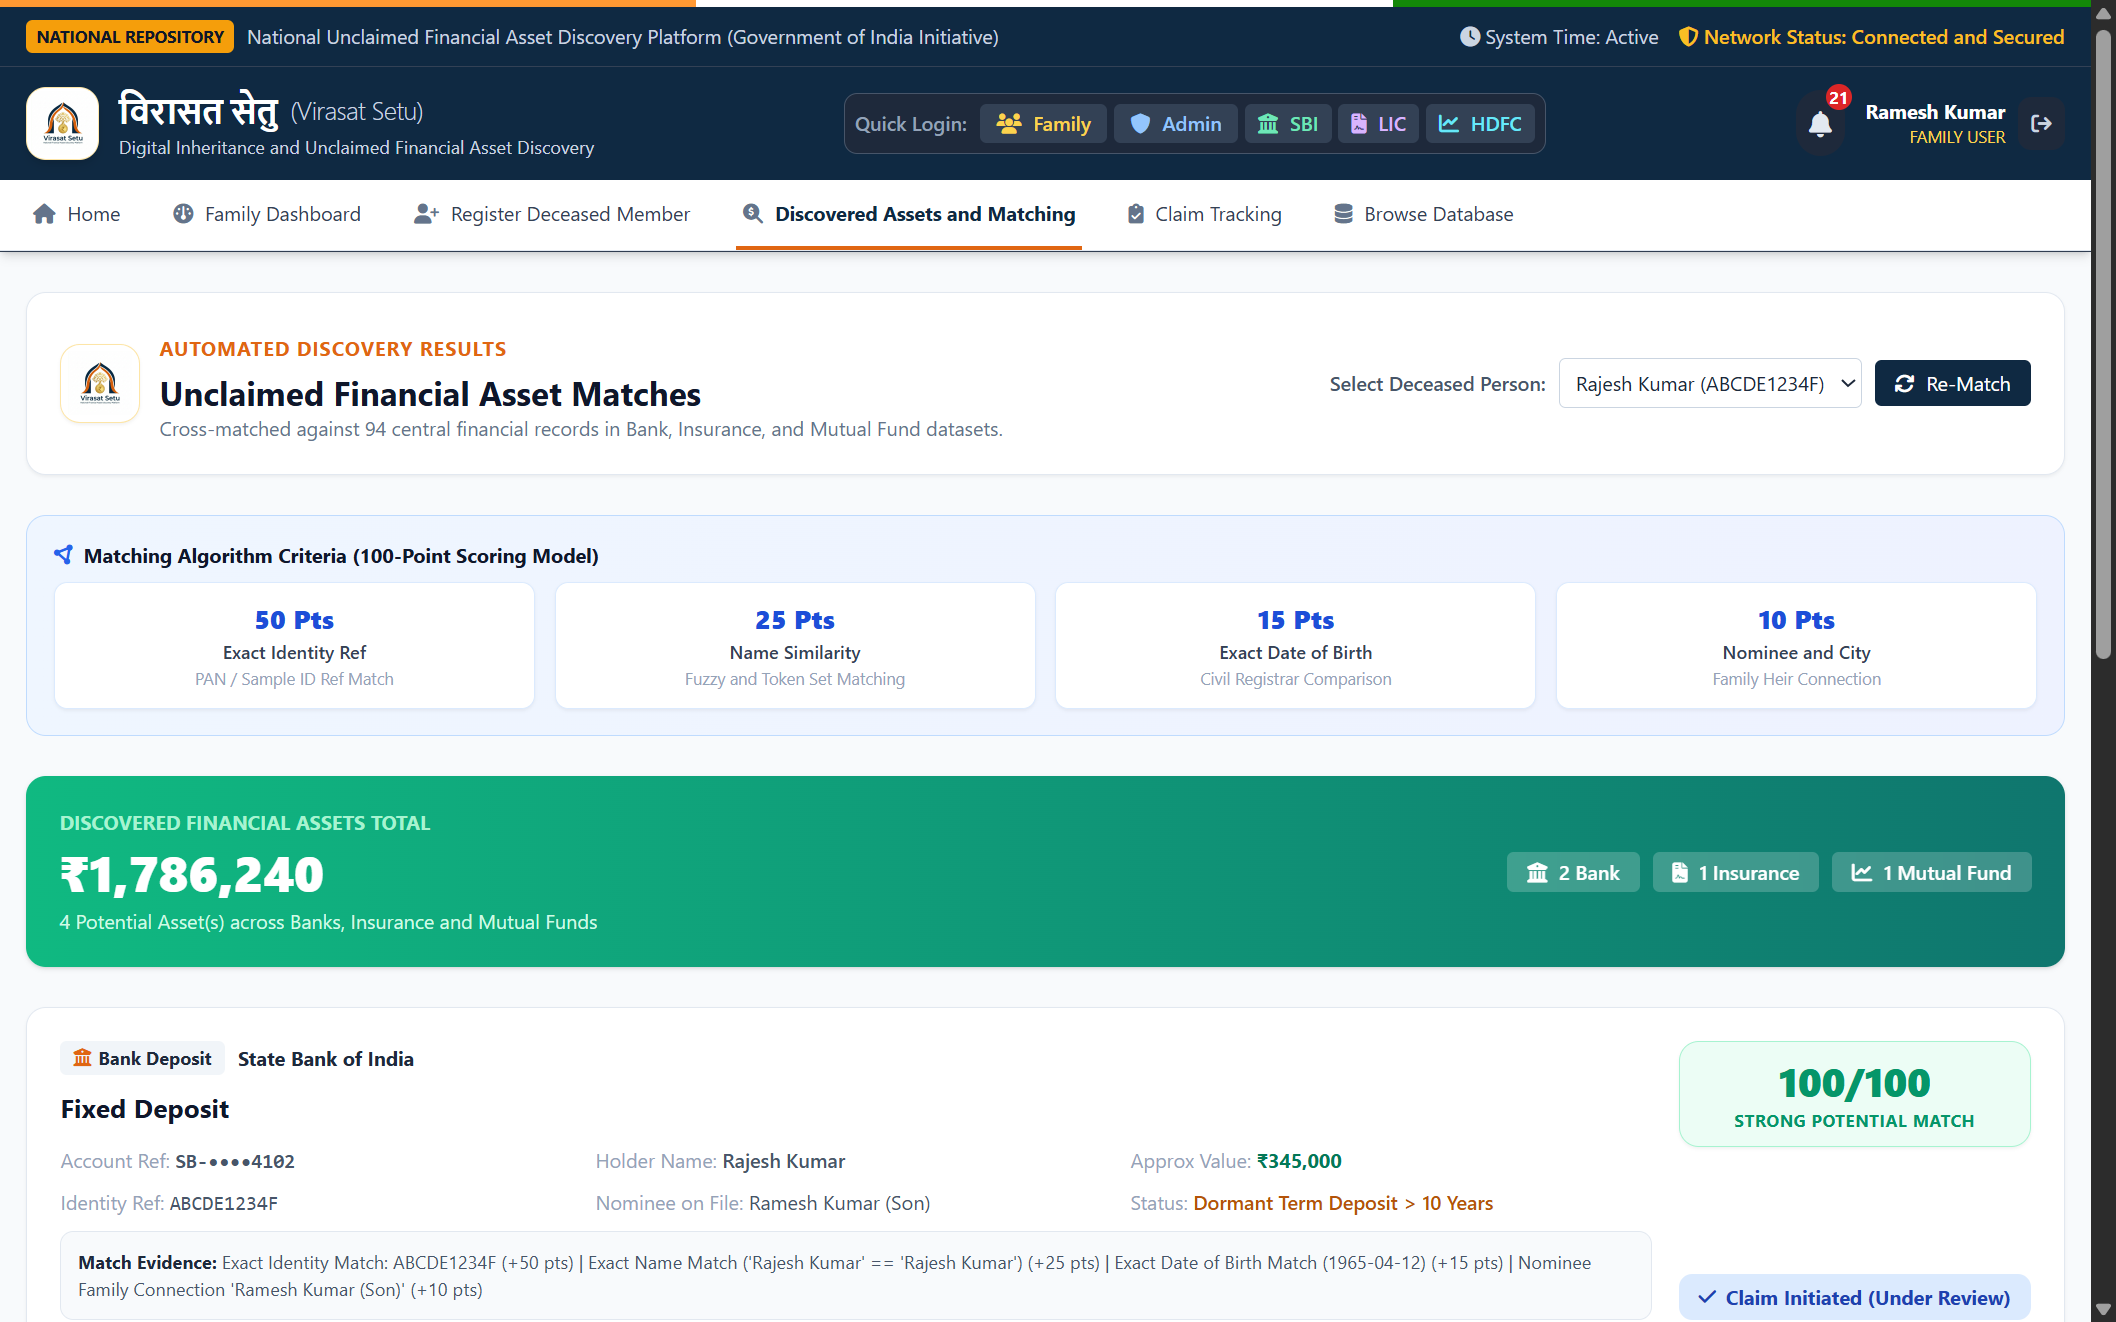 NATIONAL REPOSITORY National Unclaimed Financial Asset Discovery Platform (Government of India Initiative) System Time: Active Network Status: Connected and Secured
Virasat Setu
विरासत सेतु (Virasat Setu)
Digital Inheritance and Unclaimed Financial Asset Discovery
Quick Login: Family Admin SBI LIC HDFC
21
Ramesh Kumar
FAMILY USER
Home Family Dashboard Register Deceased Member Discovered Assets and Matching Claim Tracking Browse Database
Virasat Setu
AUTOMATED DISCOVERY RESULTS
Unclaimed Financial Asset Matches
Cross-matched against 94 central financial records in Bank, Insurance, and Mutual Fund datasets.
Select Deceased Person: Rajesh Kumar (ABCDE1234F) Re-Match
Matching Algorithm Criteria (100-Point Scoring Model)
50 Pts
Exact Identity Ref
PAN / Sample ID Ref Match
25 Pts
Name Similarity
Fuzzy and Token Set Matching
15 Pts
Exact Date of Birth
Civil Registrar Comparison
10 Pts
Nominee and City
Family Heir Connection
DISCOVERED FINANCIAL ASSETS TOTAL
₹1,786,240
4 Potential Asset(s) across Banks, Insurance and Mutual Funds
2 Bank 1 Insurance 1 Mutual Fund
Bank Deposit State Bank of India
Fixed Deposit
Account Ref: SB-••••4102 Holder Name: Rajesh Kumar Approx Value: ₹345,000
Identity Ref: ABCDE1234F Nominee on File: Ramesh Kumar (Son) Status: Dormant Term Deposit > 10 Years
Match Evidence: Exact Identity Match: ABCDE1234F (+50 pts) | Exact Name Match ('Rajesh Kumar' == 'Rajesh Kumar') (+25 pts) | Exact Date of Birth Match (1965-04-12) (+15 pts) | Nominee
Family Connection 'Ramesh Kumar (Son)' (+10 pts)
100/100
STRONG POTENTIAL MATCH
Claim Initiated (Under Review)